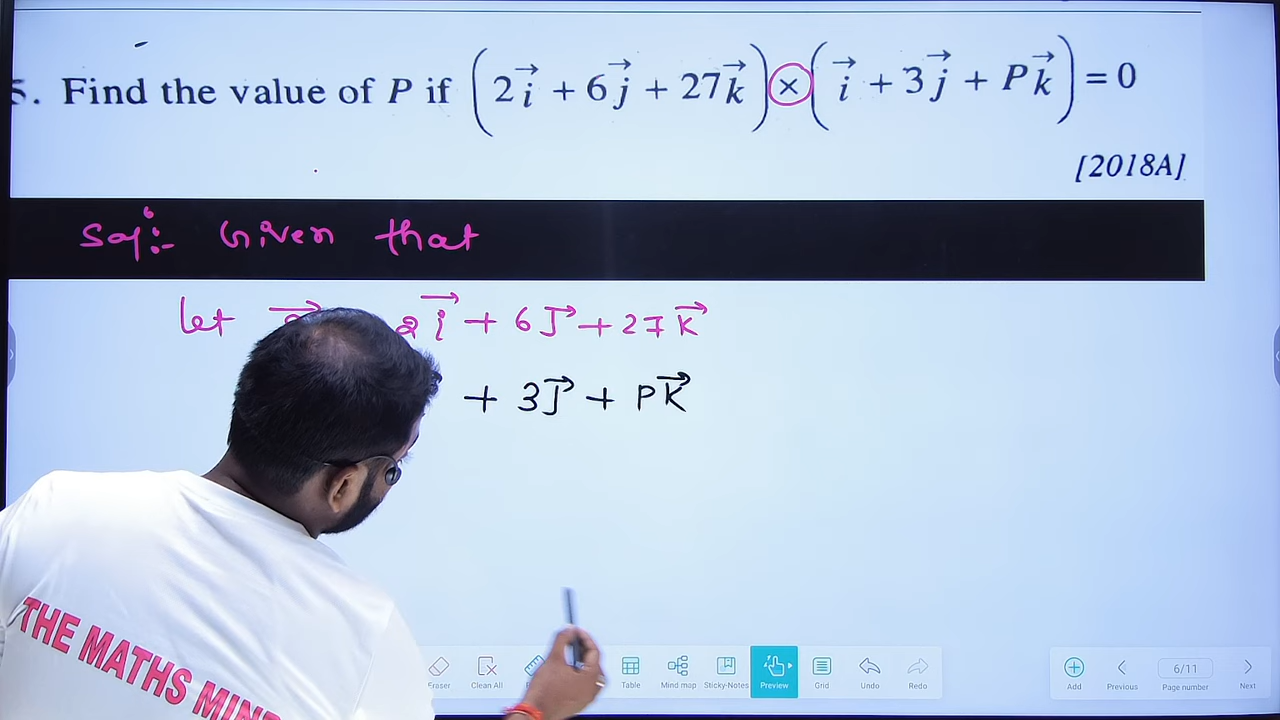 5. Find the value of P if (2i⃗ + 6j⃗ + 27k⃗) × (i⃗ + 3j⃗ + Pk⃗) = 0
[2018A]
Sol:- Given that
let 2i⃗ + 6J⃗ + 27K⃗
+ 3J⃗ + PK⃗
THE MATHS MIND
Eraser Clean All Table Mind map Sticky-Notes Preview Grid Undo Redo Add Previous 6/11 Page number Next